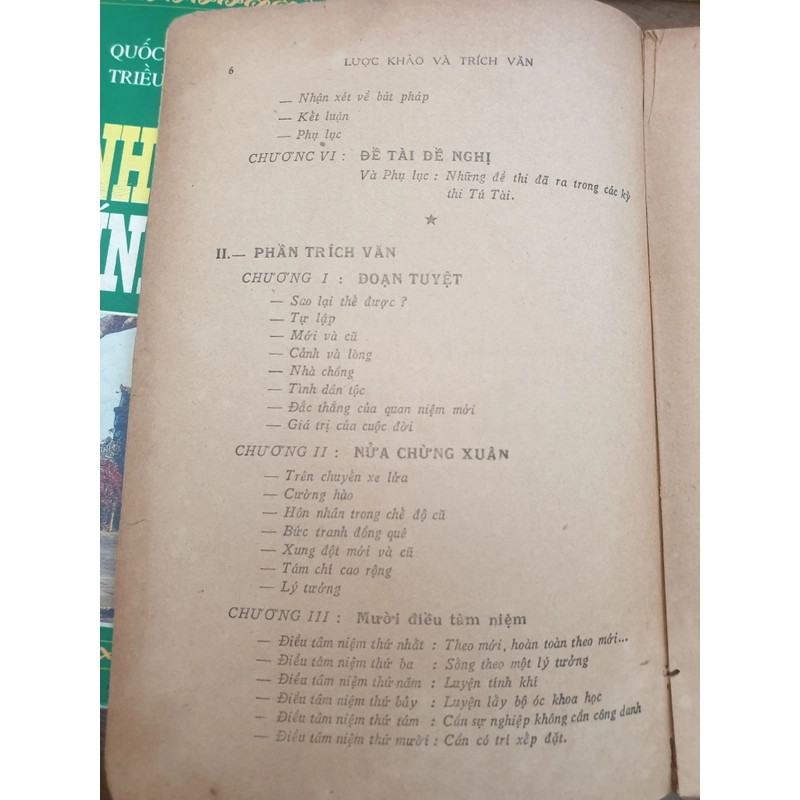 QUỐC
TRIỀU
NH
6 LƯỢC KHẢO VÀ TRÍCH VĂN
— Nhận xét về bút pháp
— Kết luận
— Phụ lục
CHƯƠNG VI : ĐỀ TÀI ĐỀ NGHỊ
Và Phụ lục : Những đề thi đã ra trong các kỳ
thi Tú Tài.
II.— PHẦN TRÍCH VĂN
CHƯƠNG I : ĐOẠN TUYỆT
— Sao lại thế được ?
— Tự lập
— Mới và cũ
— Cảnh và lòng
— Nhà chồng
— Tình dân tộc
— Đắc thắng của quan niệm mới
— Giá trị của cuộc đời
CHƯƠNG II : NỬA CHỪNG XUÂN
— Trên chuyến xe lửa
— Cường hào
— Hôn nhân trong chế độ cũ
— Bức tranh đồng quê
— Xung đột mới và cũ
— Tâm chí cao rộng
— Lý tưởng
CHƯƠNG III : Mười điều tâm niệm
— Điều tâm niệm thứ nhất : Theo mới, hoàn toàn theo mới...
— Điều tâm niệm thứ ba : Sống theo một lý tưởng
— Điều tâm niệm thứ năm : Luyện tính khí
— Điều tâm niệm thứ bảy : Luyện lấy bộ óc khoa học
— Điều tâm niệm thứ tám : Cần sự nghiệp không cần công danh
— Điều tâm niệm thứ mười : Cần có trí xếp đặt.